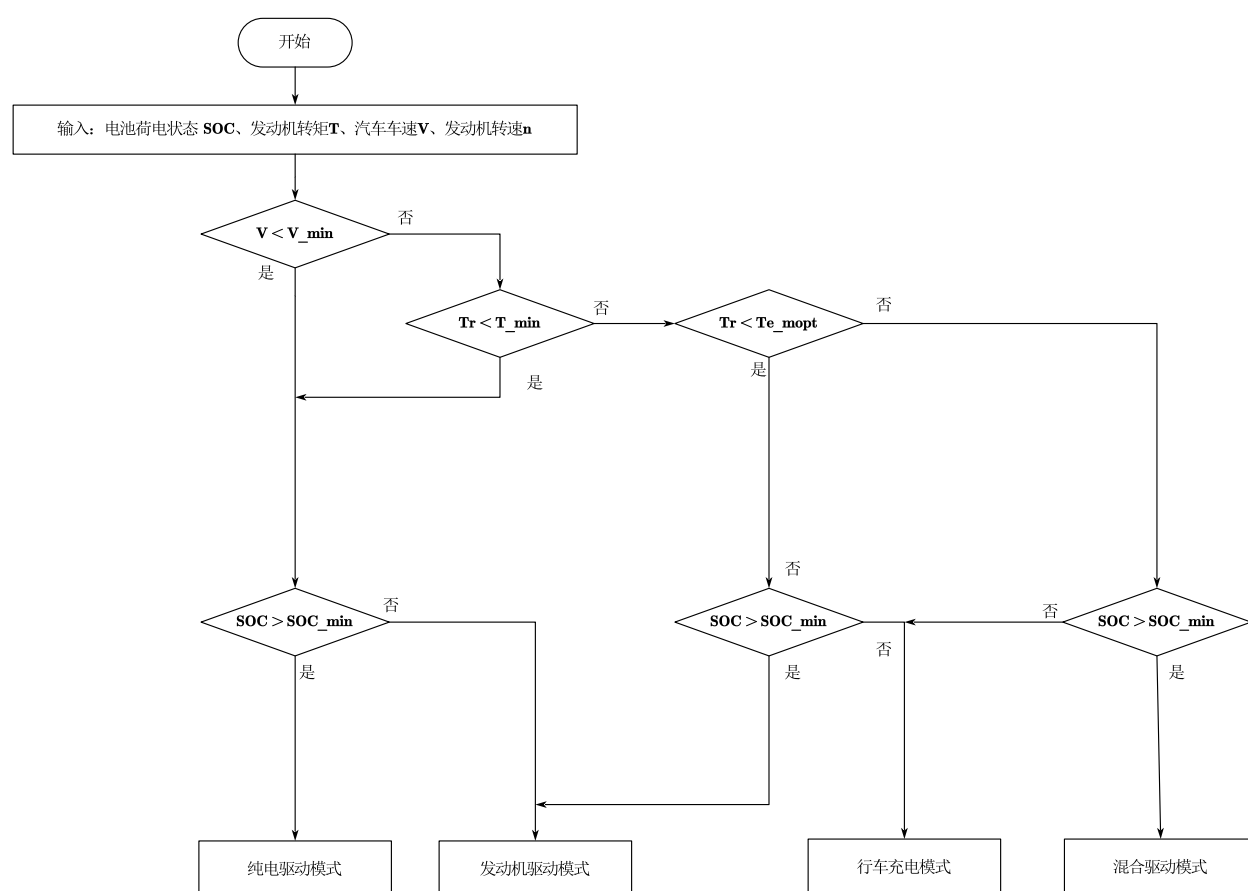 开始
输入：电池荷电状态 SOC、发动机转矩T、汽车车速V、发动机转速n
否
V < V_min
是
否
否
Tr < T_min
Tr < Te_mopt
是
是
否
否
否
SOC > SOC_min
SOC > SOC_min
SOC > SOC_min
否
是
是
是
纯电驱动模式
发动机驱动模式
行车充电模式
混合驱动模式